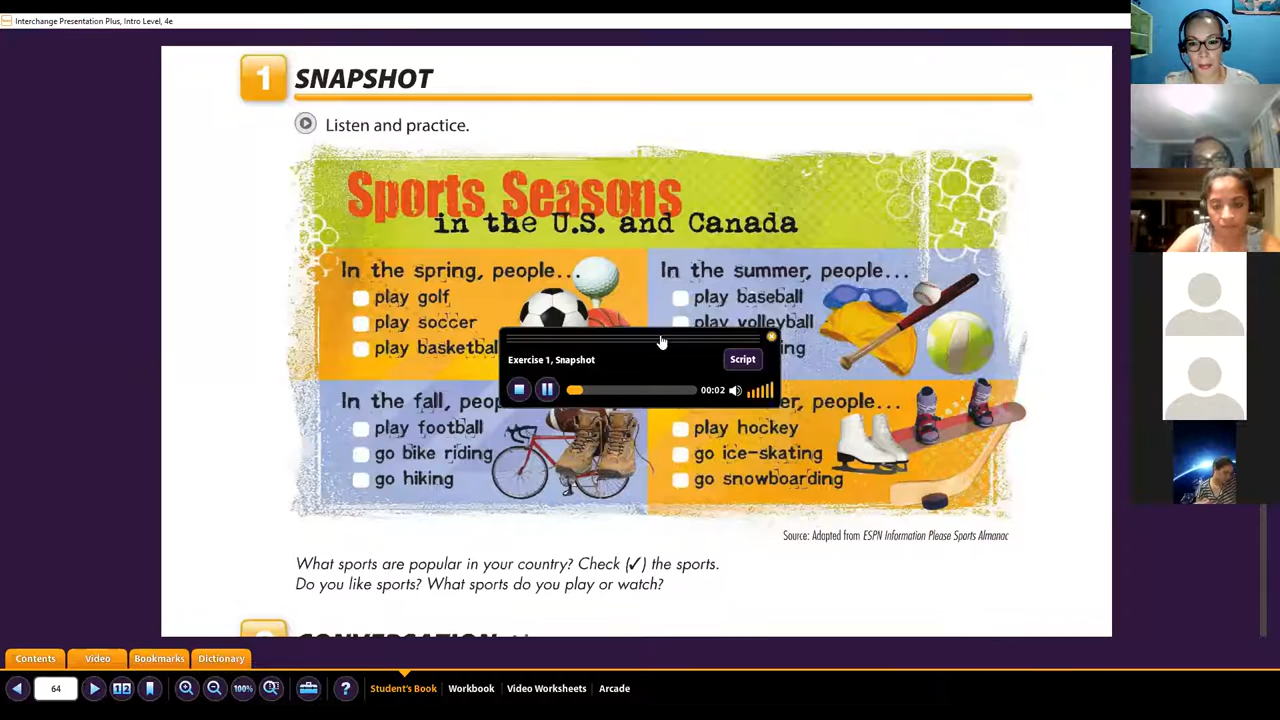 Interchange Presentation Plus, Intro Level, 4e
1 SNAPSHOT
Listen and practice.
Sports Seasons
in the U.S. and Canada
In the spring, people...
play golf
play soccer
play basketbal
In the summer, people...
play baseball
play volleyball
ing
Exercise 1, Snapshot
Script
00:02
In the fall, peop
play football
go bike riding
go hiking
er, people...
play hockey
go ice-skating
go snowboarding
Source: Adapted from ESPN Information Please Sports Almanac
What sports are popular in your country? Check (✓) the sports.
Do you like sports? What sports do you play or watch?
CONVERSATION
Contents
Video
Bookmarks
Dictionary
64
12
100%
?
Student's Book
Workbook
Video Worksheets
Arcade